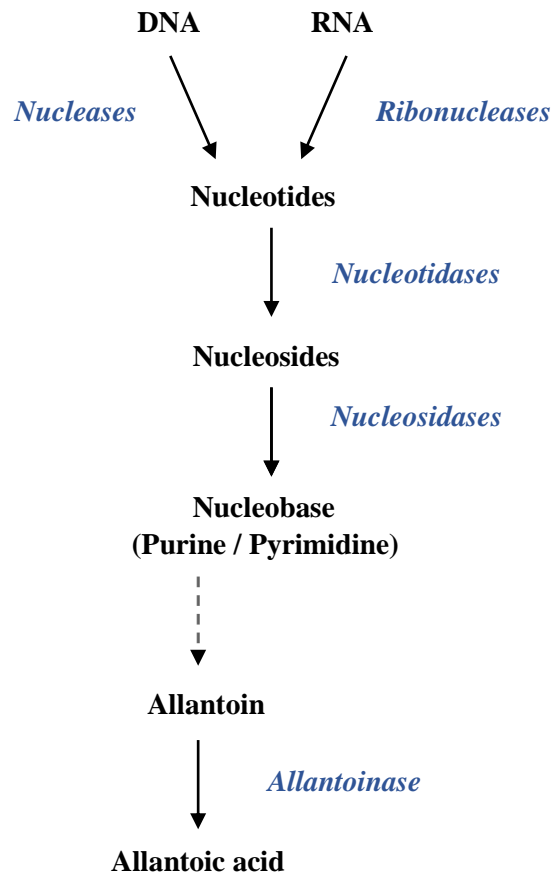 DNA RNA
Nucleases Ribonucleases
Nucleotides
Nucleotidases
Nucleosides
Nucleosidases
Nucleobase
(Purine / Pyrimidine)
Allantoin
Allantoinase
Allantoic acid